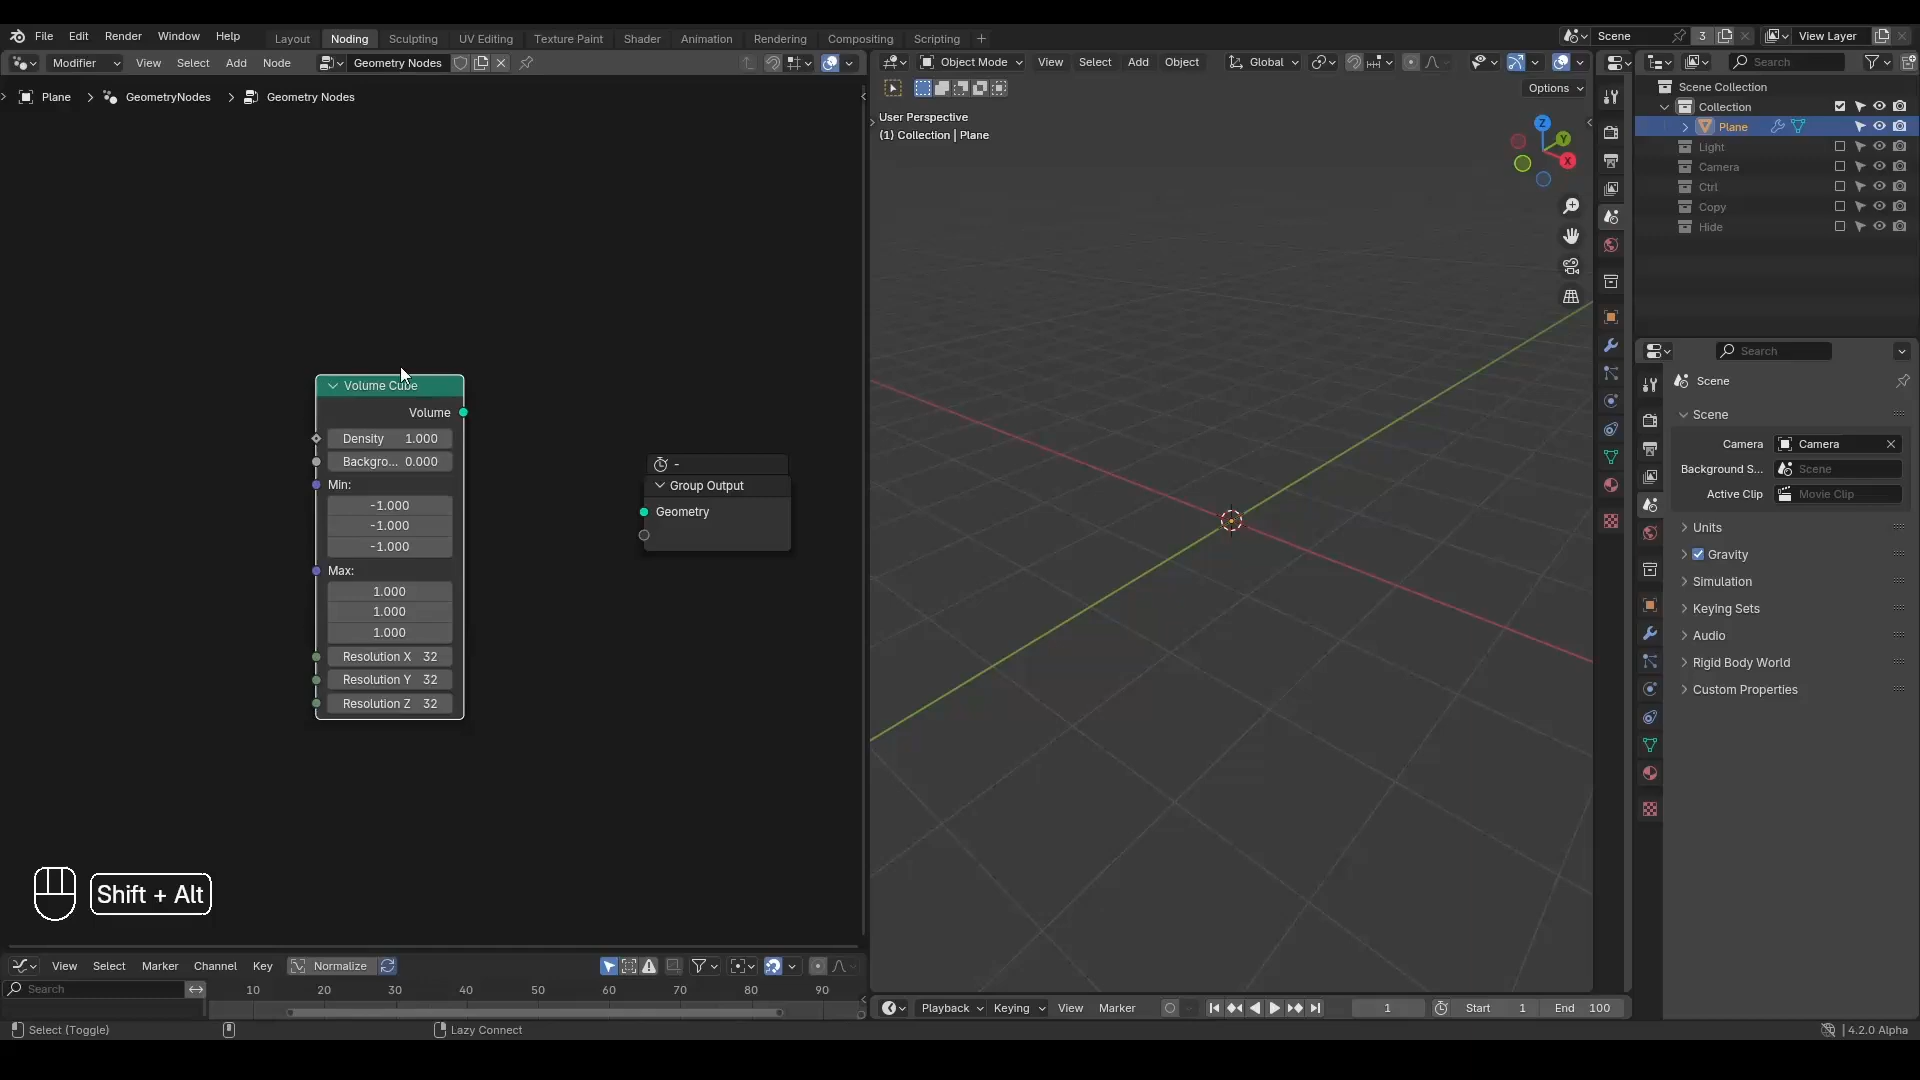 File Edit Render Window Help Layout Noding Sculpting UV Editing Texture Paint Shader Animation Rendering Compositing Scripting + Scene 3 View Layer
Modifier View Select Add Node Geometry Nodes
Object Mode View Select Add Object Global
Search
Options
Plane > GeometryNodes > Geometry Nodes
User Perspective
(1) Collection | Plane
Z
Y
X
Scene Collection
Collection
Plane
Light
Camera
Ctrl
Copy
Hide
Volume Cube
Volume
Density 1.000
Backgro... 0.000
Min:
-1.000
-1.000
-1.000
Max:
1.000
1.000
1.000
Resolution X 32
Resolution Y 32
Resolution Z 32
-
Group Output
Geometry
Search
Scene
Scene
Camera Camera
Background S... Scene
Active Clip Movie Clip
Units
Gravity
Simulation
Keying Sets
Audio
Rigid Body World
Custom Properties
Shift + Alt
View Select Marker Channel Key Normalize
Search 10 20 30 40 50 60 70 80 90
Playback Keying View Marker 1 Start 1 End 100
Select (Toggle) Lazy Connect 4.2.0 Alpha